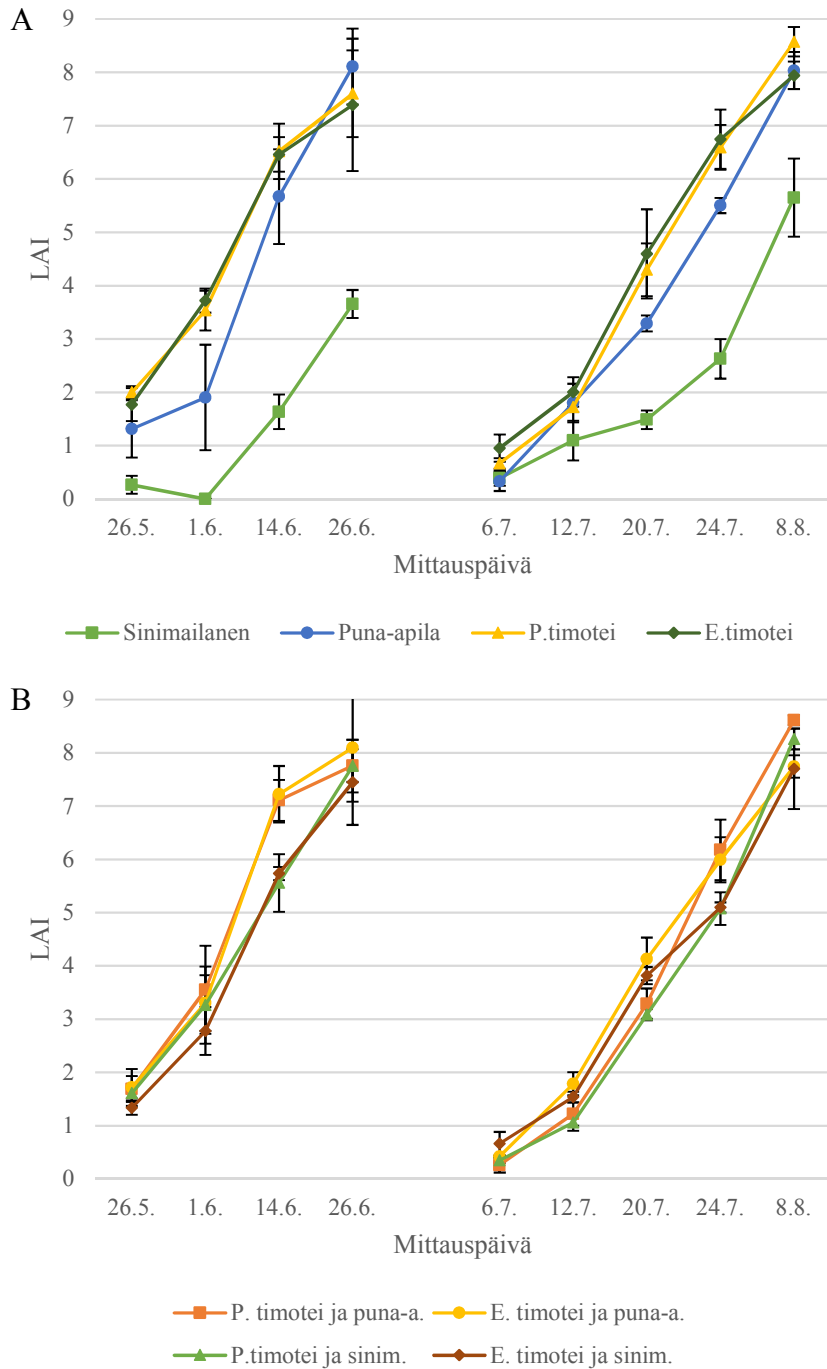 A
9
8
7
6
5
4
3
2
1
0
LAI
26.5. 1.6. 14.6. 26.6. 6.7. 12.7. 20.7. 24.7. 8.8.
Mittauspäivä
Sinimailanen Puna-apila P.timotei E.timotei
B
9
8
7
6
5
4
3
2
1
0
LAI
26.5. 1.6. 14.6. 26.6. 6.7. 12.7. 20.7. 24.7. 8.8.
Mittauspäivä
P. timotei ja puna-a. E. timotei ja puna-a.
P.timotei ja sinim. E. timotei ja sinim.